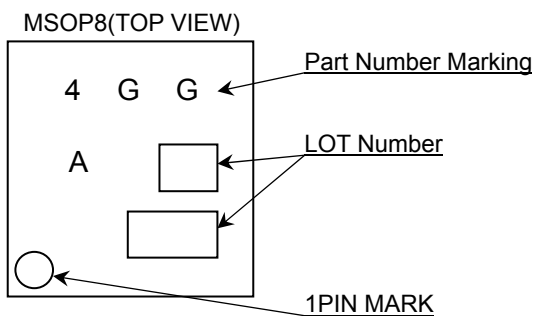 MSOP8(TOP VIEW)
4 G G
Part Number Marking
A
LOT Number
1PIN MARK